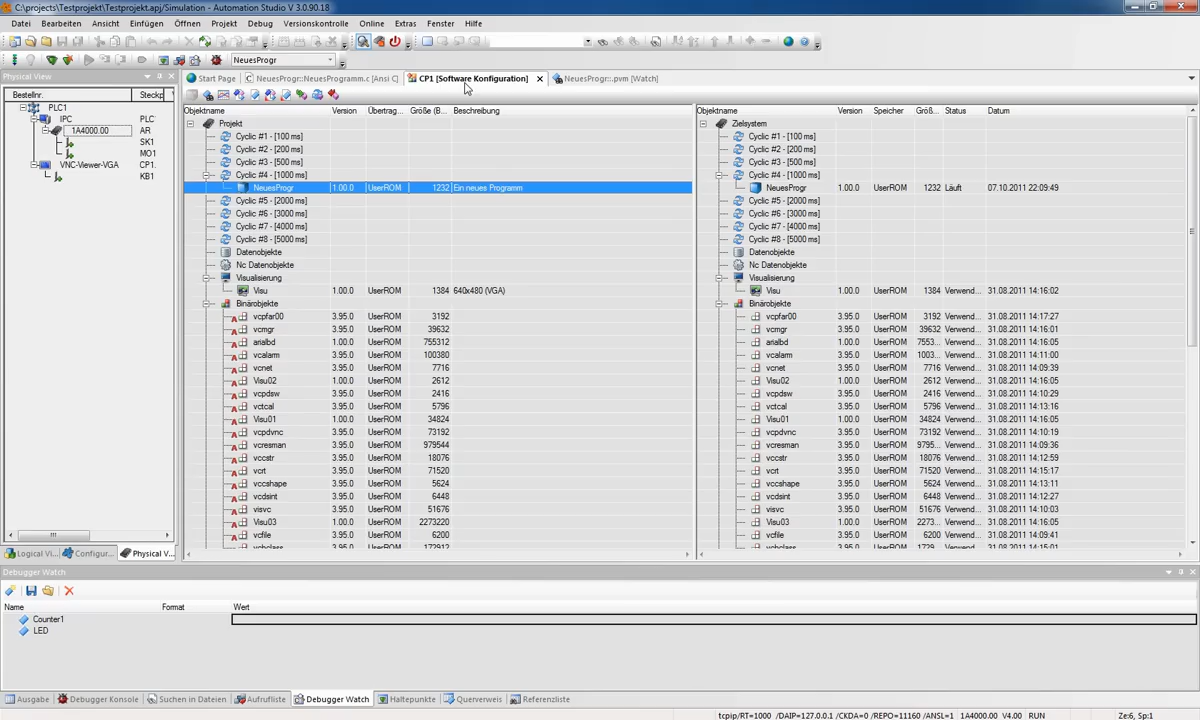 C:\projects\Testprojekt\Testprojekt.apj/Simulation - Automation Studio V 3.0.90.18
Datei Bearbeiten Ansicht Einfügen Öffnen Projekt Debug Versionskontrolle Online Extras Fenster Hilfe
NeuesProgr
Physical View
Start Page NeuesProgr::NeuesProgramm.c [Ansi C] CP1 [Software Konfiguration] NeuesProgr::.pvm [Watch]
Bestellnr. Steckp
PLC1
IPC PLC
1A4000.00 AR
SK1
MO1
VNC-Viewer-VGA CP1.
KB1
Logical Vi... Configur... Physical V...
Objektname Version Übertrag... Größe (B... Beschreibung
Projekt
Cyclic #1 - [100 ms]
Cyclic #2 - [200 ms]
Cyclic #3 - [500 ms]
Cyclic #4 - [1000 ms]
NeuesProgr 1.00.0 UserROM 1232 Ein neues Programm
Cyclic #5 - [2000 ms]
Cyclic #6 - [3000 ms]
Cyclic #7 - [4000 ms]
Cyclic #8 - [5000 ms]
Datenobjekte
Nc Datenobjekte
Visualisierung
Visu 1.00.0 UserROM 1384 640x480 (VGA)
Binärobjekte
vcpfar00 3.95.0 UserROM 3192
vcmgr 3.95.0 UserROM 39632
arialbd 1.00.0 UserROM 755312
vcalarm 3.95.0 UserROM 100380
vcnet 3.95.0 UserROM 7716
Visu02 1.00.0 UserROM 2612
vcpdsw 3.95.0 UserROM 2416
vctcal 3.95.0 UserROM 5796
Visu01 1.00.0 UserROM 34824
vcpdvnc 3.95.0 UserROM 73192
vcresman 3.95.0 UserROM 979544
vccstr 3.95.0 UserROM 18076
vcrt 3.95.0 UserROM 71520
vccshape 3.95.0 UserROM 5624
vcdsint 3.95.0 UserROM 6448
visvc 3.95.0 UserROM 51676
Visu03 1.00.0 UserROM 2273220
vcfile 3.95.0 UserROM 6200
vcbclass 3.95.0 UserROM 172912
Objektname Version Speicher Größ... Status Datum
Zielsystem
Cyclic #1 - [100 ms]
Cyclic #2 - [200 ms]
Cyclic #3 - [500 ms]
Cyclic #4 - [1000 ms]
NeuesProgr 1.00.0 UserROM 1232 Läuft 07.10.2011 22:09:49
Cyclic #5 - [2000 ms]
Cyclic #6 - [3000 ms]
Cyclic #7 - [4000 ms]
Cyclic #8 - [5000 ms]
Datenobjekte
Nc Datenobjekte
Visualisierung
Visu 1.00.0 UserROM 1384 Verwend... 31.08.2011 14:16:02
Binärobjekte
vcpfar00 3.95.0 UserROM 3192 Verwend... 31.08.2011 14:17:27
vcmgr 3.95.0 UserROM 39632 Verwend... 31.08.2011 14:16:01
arialbd 1.00.0 UserROM 7553... Verwend... 31.08.2011 14:16:05
vcalarm 3.95.0 UserROM 1003... Verwend... 31.08.2011 14:11:00
vcnet 3.95.0 UserROM 7716 Verwend... 31.08.2011 14:09:39
Visu02 1.00.0 UserROM 2612 Verwend... 31.08.2011 14:16:05
vcpdsw 3.95.0 UserROM 2416 Verwend... 31.08.2011 14:10:29
vctcal 3.95.0 UserROM 5796 Verwend... 31.08.2011 14:13:16
Visu01 1.00.0 UserROM 34824 Verwend... 31.08.2011 14:16:05
vcpdvnc 3.95.0 UserROM 73192 Verwend... 31.08.2011 14:10:19
vcresman 3.95.0 UserROM 9795... Verwend... 31.08.2011 14:09:36
vccstr 3.95.0 UserROM 18076 Verwend... 31.08.2011 14:12:59
vcrt 3.95.0 UserROM 71520 Verwend... 31.08.2011 14:15:17
vccshape 3.95.0 UserROM 5624 Verwend... 31.08.2011 14:13:11
vcdsint 3.95.0 UserROM 6448 Verwend... 31.08.2011 14:12:27
visvc 3.95.0 UserROM 51676 Verwend... 31.08.2011 14:10:03
Visu03 1.00.0 UserROM 2273... Verwend... 31.08.2011 14:16:05
vcfile 3.95.0 UserROM 6200 Verwend... 31.08.2011 14:09:41
vcbclass 3.95.0 UserROM 1729... Verwend... 31.08.2011 14:15:01
Debugger Watch
Name Format Wert
Counter1
LED
Ausgabe Debugger Konsole Suchen in Dateien Aufrufliste Debugger Watch Haltepunkte Querverweis Referenzliste
tcpip/RT=1000 /DAIP=127.0.0.1 /CKDA=0 /REPO=11160 /ANSL=1 1A4000.00 V4.00 RUN Ze:6, Sp:1